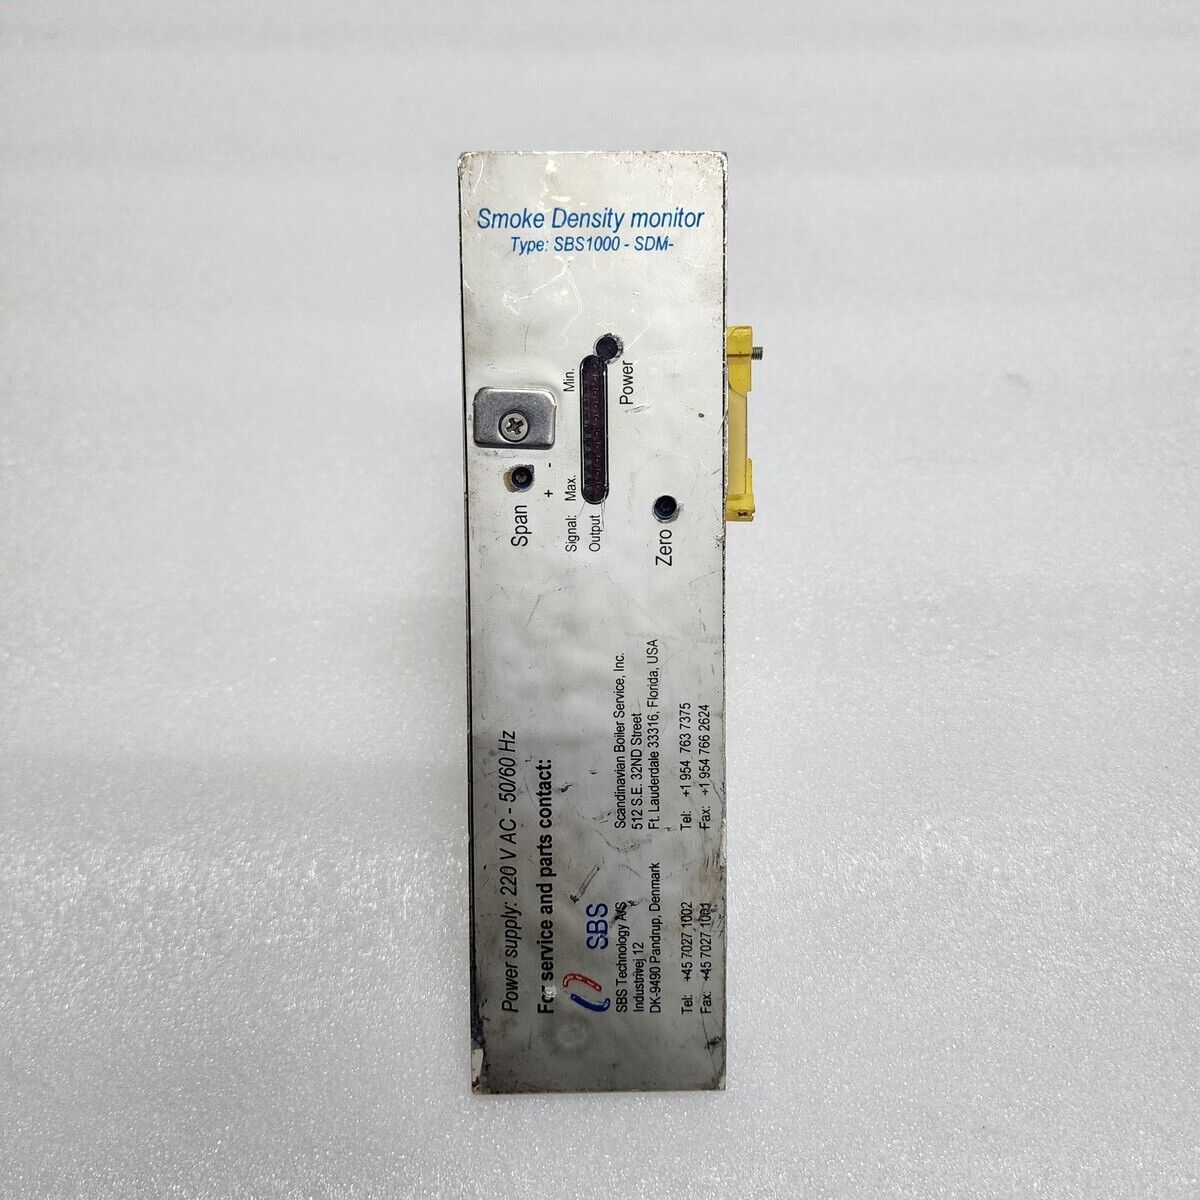 Smoke Density monitor
Type: SBS1000 - SDM-
Min.
Power
Max.
- +
Span
Signal:
Output
Zero
Power supply: 220 V AC - 50/60 Hz
For service and parts contact:
SBS
SBS Technology A/S
Industrivej 12
DK-9490 Pandrup, Denmark
Tel: +45 7027 1002
Fax: +45 7027 1001
Scandinavian Boiler Service, Inc.
512 S.E. 32ND Street
Ft. Lauderdale 33316, Florida, USA
Tel: +1 954 763 7375
Fax: +1 954 766 2624